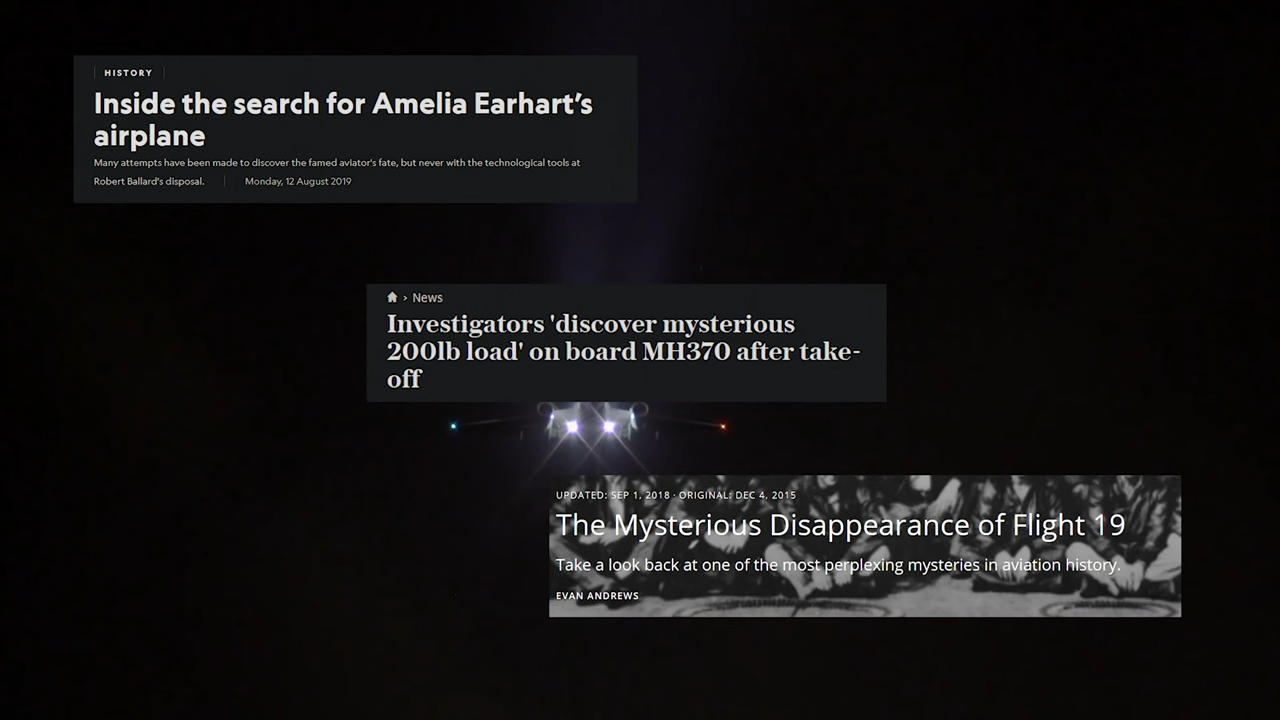 HISTORY
Inside the search for Amelia Earhart's
airplane
Many attempts have been made to discover the famed aviator's fate, but never with the technological tools at
Robert Ballard's disposal. | Monday, 12 August 2019
> News
Investigators 'discover mysterious
200lb load' on board MH370 after take-
off
UPDATED: SEP 1, 2018 · ORIGINAL: DEC 4, 2015
The Mysterious Disappearance of Flight 19
Take a look back at one of the most perplexing mysteries in aviation history.
EVAN ANDREWS